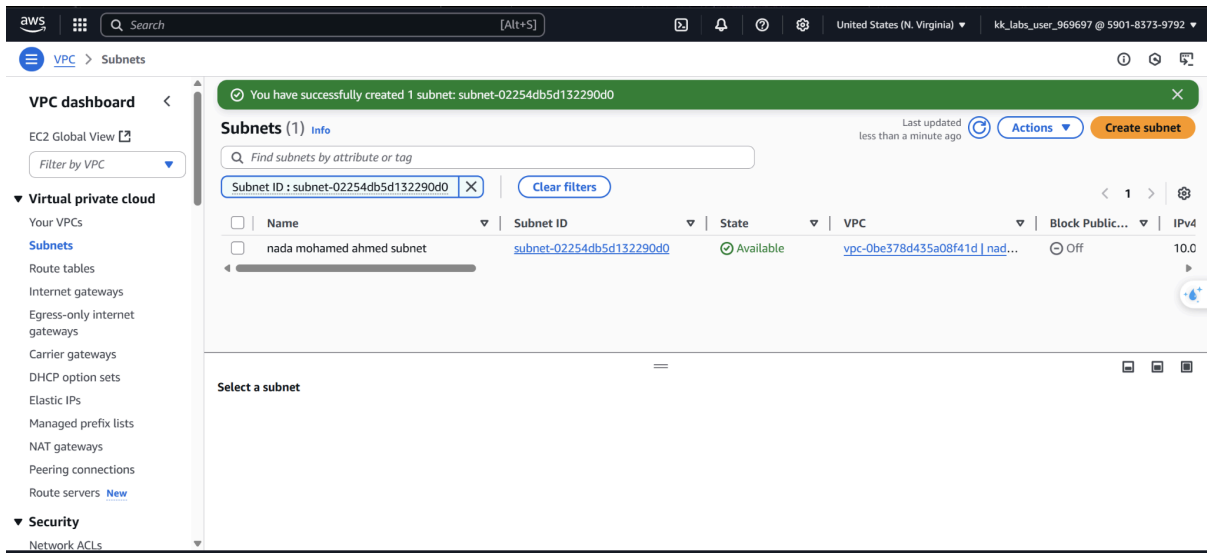 aws Search [Alt+S] United States (N. Virginia) kk_labs_user_969697 @ 5901-8373-9792
VPC > Subnets
VPC dashboard
EC2 Global View
Filter by VPC
Virtual private cloud
Your VPCs
Subnets
Route tables
Internet gateways
Egress-only internet
gateways
Carrier gateways
DHCP option sets
Elastic IPs
Managed prefix lists
NAT gateways
Peering connections
Route servers New
Security
Network ACLs
You have successfully created 1 subnet: subnet-02254db5d132290d0
Subnets (1) Info
Last updated
less than a minute ago
Actions
Create subnet
Find subnets by attribute or tag
Subnet ID : subnet-02254db5d132290d0
Clear filters
1
Name Subnet ID State VPC Block Public... IPv4
nada mohamed ahmed subnet subnet-02254db5d132290d0 Available vpc-0be378d435a08f41d | nad... Off 10.0
Select a subnet